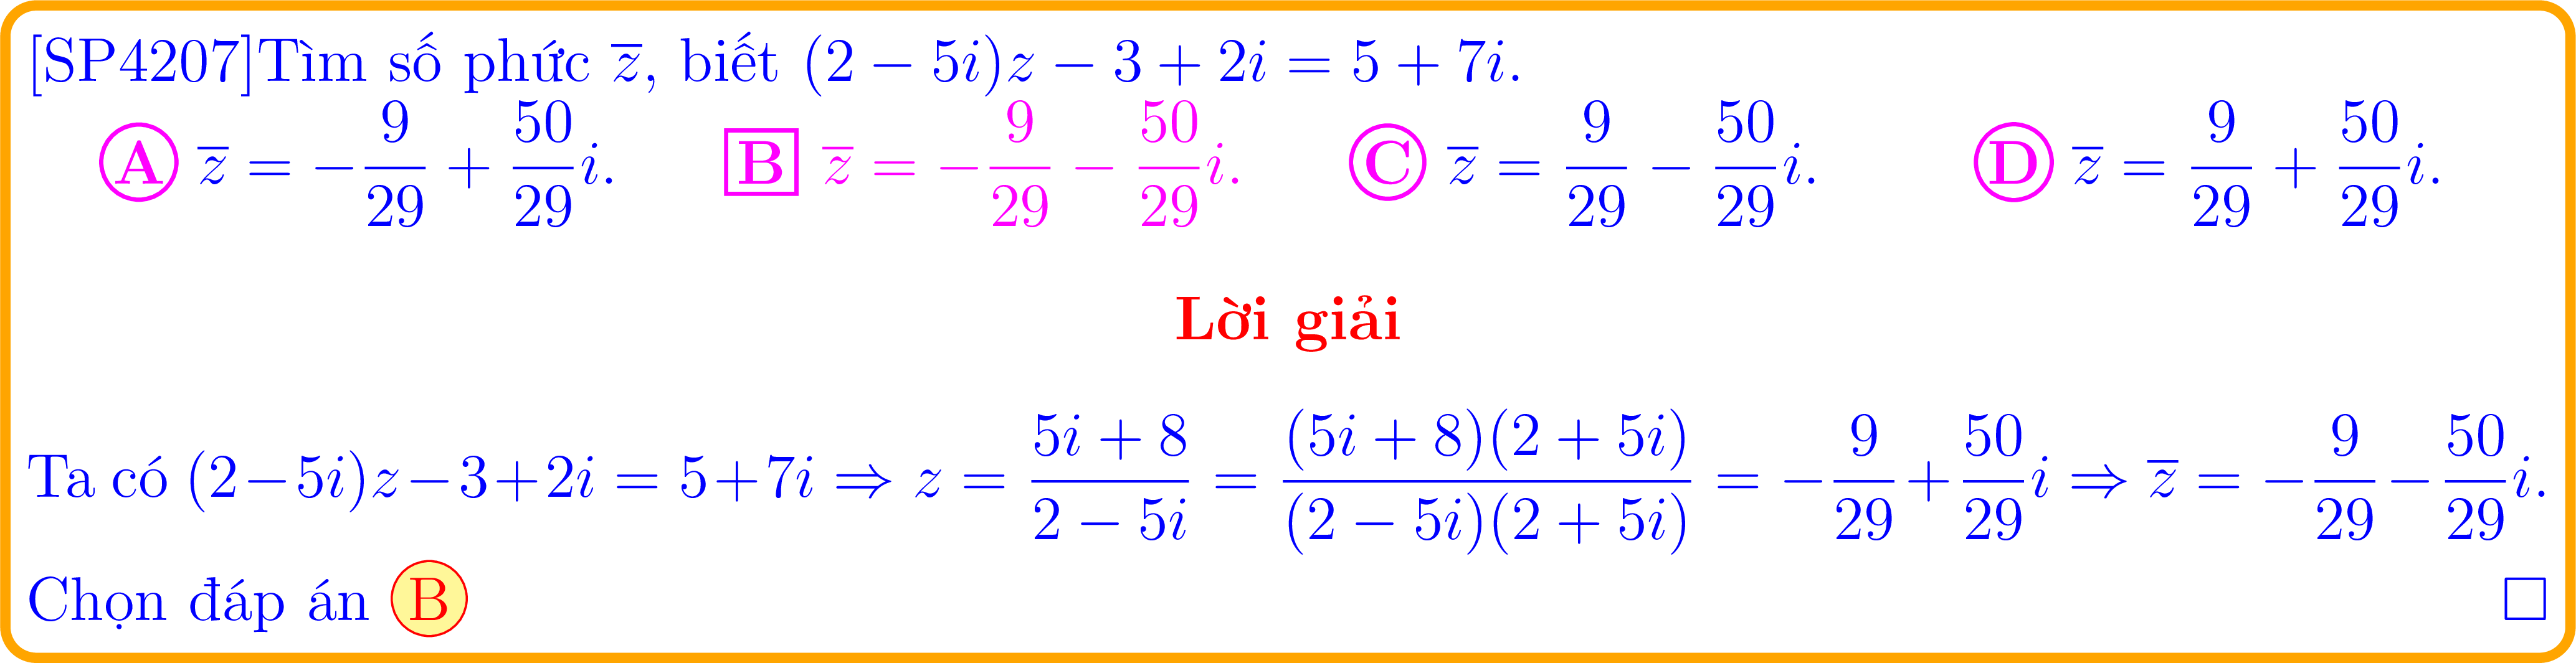 [SP4207]Tìm số phức $\overline{z}$, biết $(2-5i)z-3+2i=5+7i$.
A $\overline{z}=-\frac{9}{29}+\frac{50}{29}i$. B $\overline{z}=-\frac{9}{29}-\frac{50}{29}i$. C $\overline{z}=\frac{9}{29}-\frac{50}{29}i$. D $\overline{z}=\frac{9}{29}+\frac{50}{29}i$.
Lời giải
Ta có $(2-5i)z-3+2i=5+7i \Rightarrow z=\frac{5i+8}{2-5i}=\frac{(5i+8)(2+5i)}{(2-5i)(2+5i)}=-\frac{9}{29}+\frac{50}{29}i \Rightarrow \overline{z}=-\frac{9}{29}-\frac{50}{29}i$.
Chọn đáp án B □